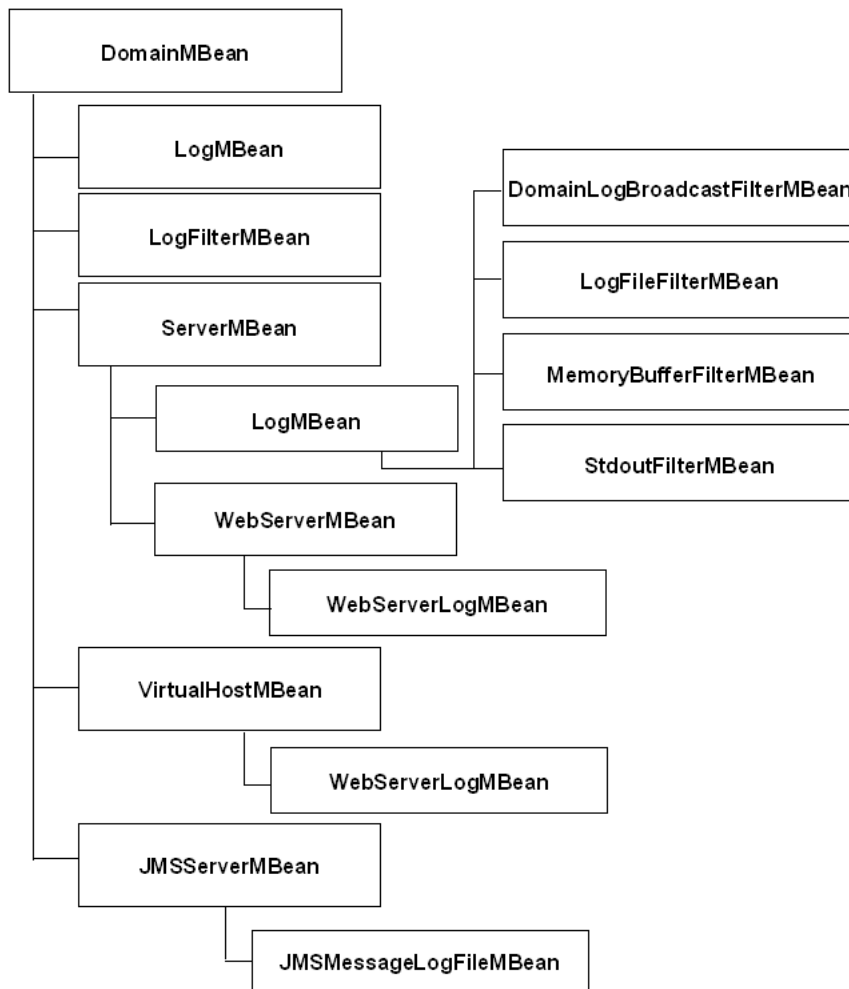 DomainMBean
LogMBean
DomainLogBroadcastFilterMBean
LogFilterMBean
LogFileFilterMBean
ServerMBean
MemoryBufferFilterMBean
LogMBean
StdoutFilterMBean
WebServerMBean
WebServerLogMBean
VirtualHostMBean
WebServerLogMBean
JMSServerMBean
JMSMessageLogFileMBean